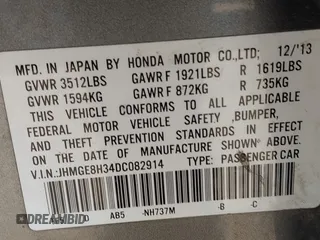 MFD. IN JAPAN BY HONDA MOTOR CO.,LTD; 12/'13
GVWR 3512LBS GAWR F 1921LBS R 1619LBS
GVWR 1594KG GAWR F 872KG R 735KG
THIS VEHICLE CONFORMS TO ALL APPLICABLE
FEDERAL MOTOR VEHICLE SAFETY ,BUMPER,
AND THEFT PREVENTION STANDARDS IN EFFECT ON
THE DATE OF MANUFACTURE SHOWN ABOVE.
V.I.N.:JHMGE8H34DC082914 TYPE: PASSENGER CAR
AB5 -NH737M -B -C
BIDFAX